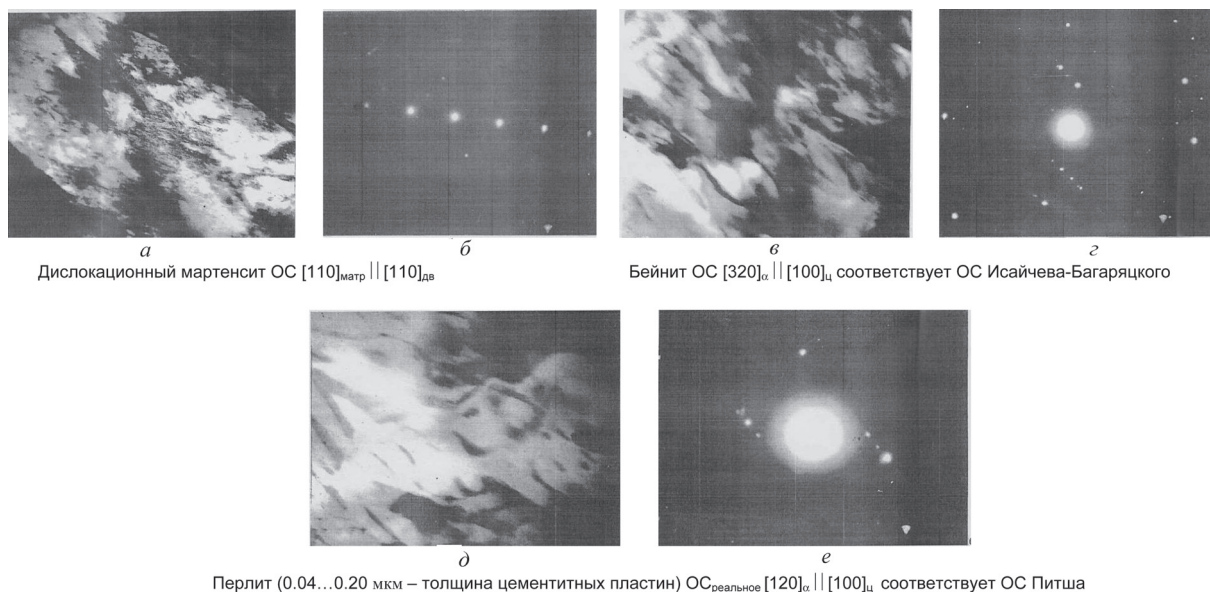 а б в г
Дислокационный мартенсит ОС [110]матр || [110]дв
Бейнит ОС [320]α || [100]ц соответствует ОС Исайчева-Багаряцкого
д е
Перлит (0.04…0.20 мкм – толщина цементитных пластин) ОСреальное [120]α || [100]ц соответствует ОС Питша